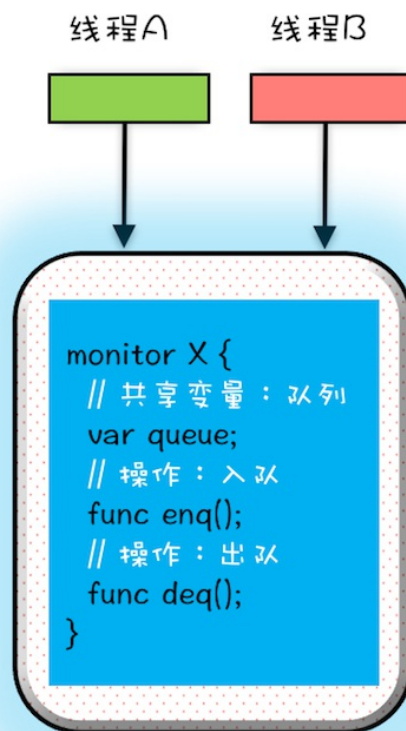 线程A
线程B
monitor X {
// 共享变量：队列
var queue;
// 操作：入队
func enq();
// 操作：出队
func deq();
}